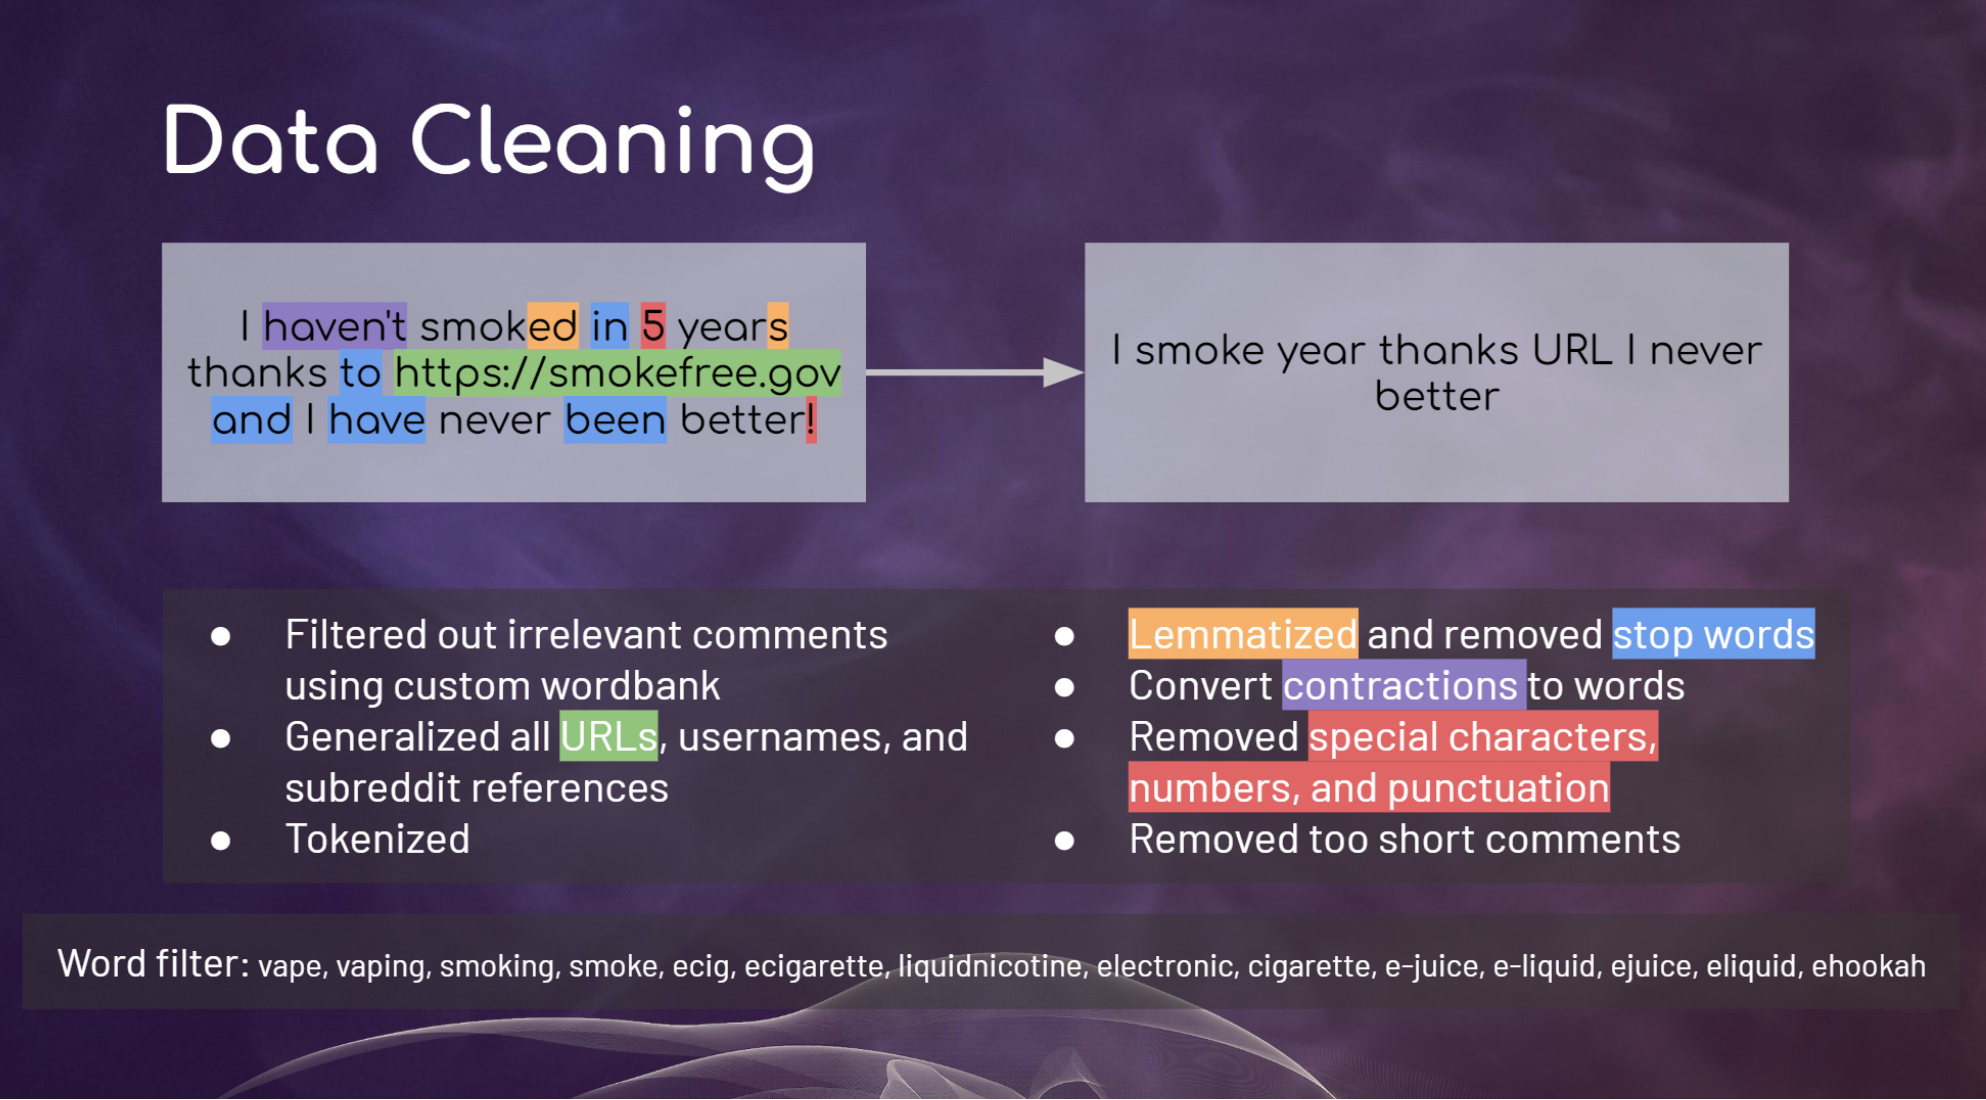 Data Cleaning
I haven't smoked in 5 years
thanks to https://smokefree.gov
and I have never been better!
I smoke year thanks URL I never
better
● Filtered out irrelevant comments
using custom wordbank
● Generalized all URLs, usernames, and
subreddit references
● Tokenized
● Lemmatized and removed stop words
● Convert contractions to words
● Removed special characters,
numbers, and punctuation
● Removed too short comments
Word filter: vape, vaping, smoking, smoke, ecig, ecigarette, liquidnicotine, electronic, cigarette, e-juice, e-liquid, ejuice, eliquid, ehookah